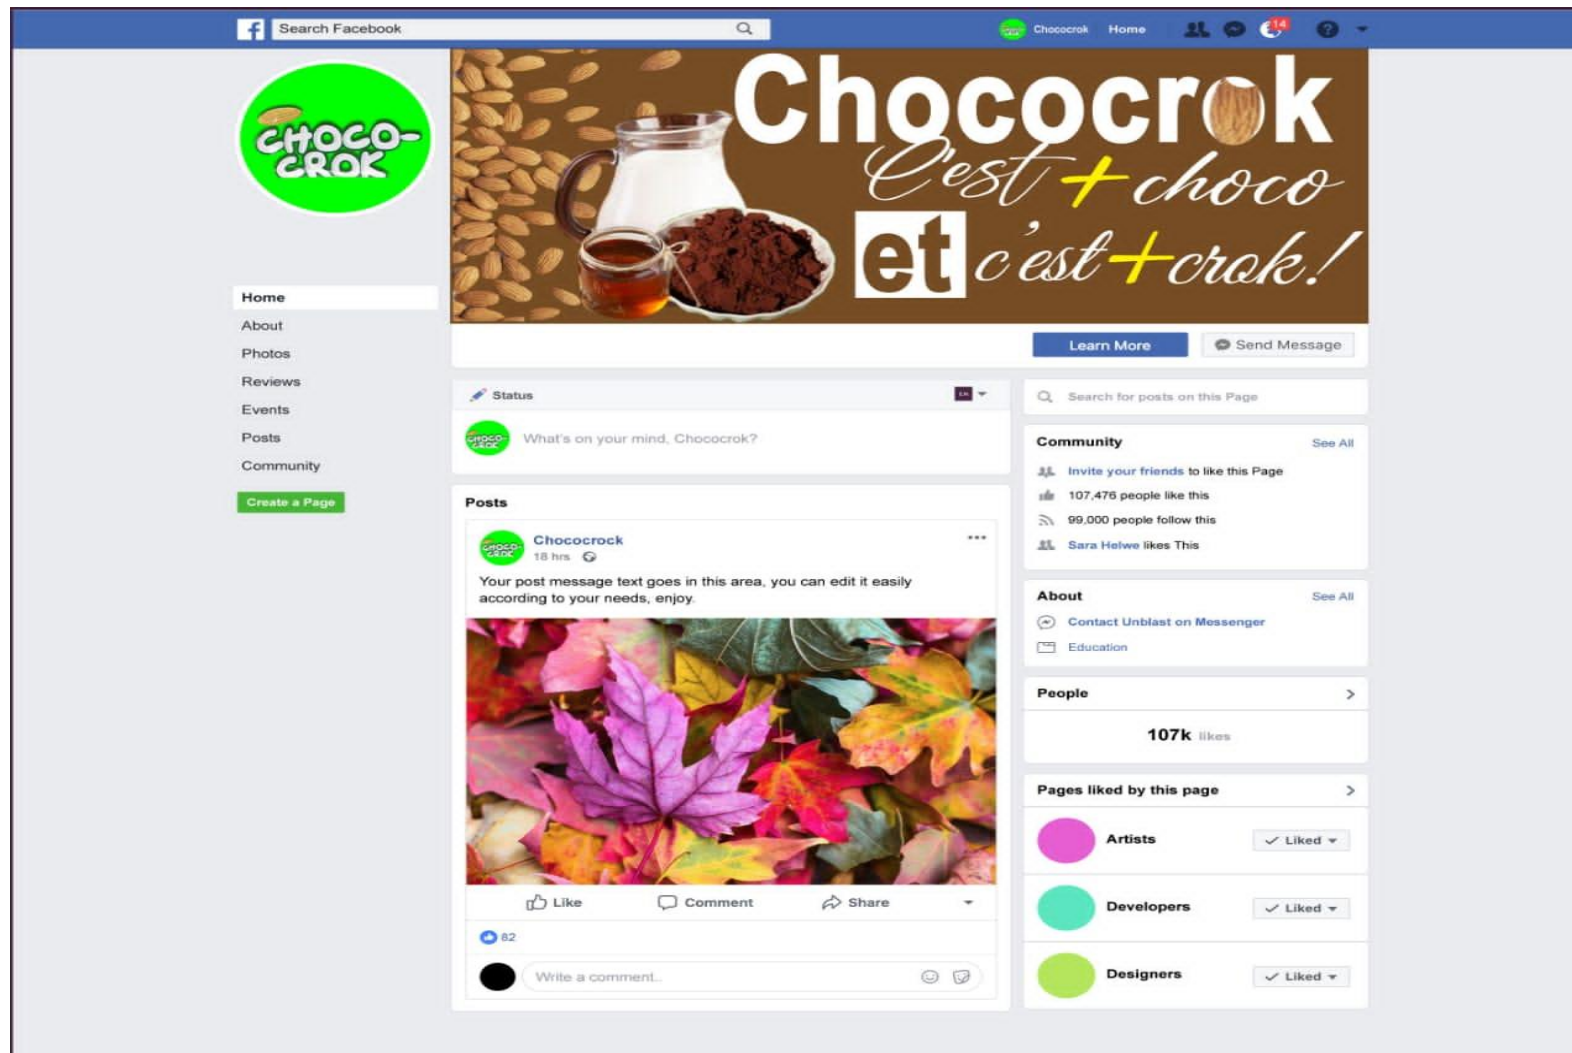 Search Facebook
Chococrok Home
14
CHOCO-
CROK
Chococrok
C'est + choco
et c'est + crok!
Home
About
Photos
Reviews
Events
Posts
Community
Create a Page
Learn More
Send Message
Status
What's on your mind, Chococrok?
Posts
Chococrock
18 hrs
Your post message text goes in this area, you can edit it easily
according to your needs, enjoy.
Like Comment Share
82
Write a comment..
Search for posts on this Page
Community See All
Invite your friends to like this Page
107,476 people like this
99,000 people follow this
Sara Helwe likes This
About See All
Contact Unblast on Messenger
Education
People
107k likes
Pages liked by this page
Artists Liked
Developers Liked
Designers Liked